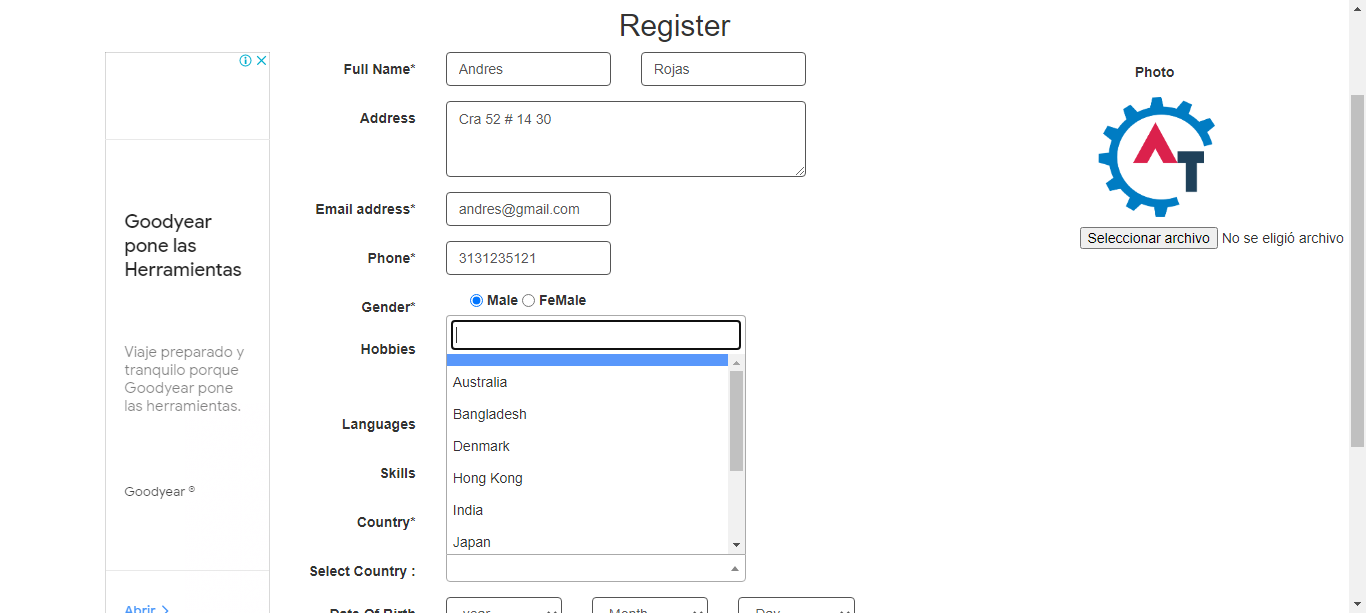 Register
Full Name*
Andres
Rojas
Photo
Address
Cra 52 # 14 30
AT
Goodyear
pone las
Herramientas
Email address*
andres@gmail.com
Seleccionar archivo No se eligió archivo
Phone*
3131235121
Gender*
Male FeMale
Hobbies
Viaje preparado y
tranquilo porque
Goodyear pone
las herramientas.
Australia
Bangladesh
Languages
Denmark
Skills
Hong Kong
Goodyear ®
India
Country*
Japan
Select Country :
Abrir
Date Of Birth
year
Month
Day